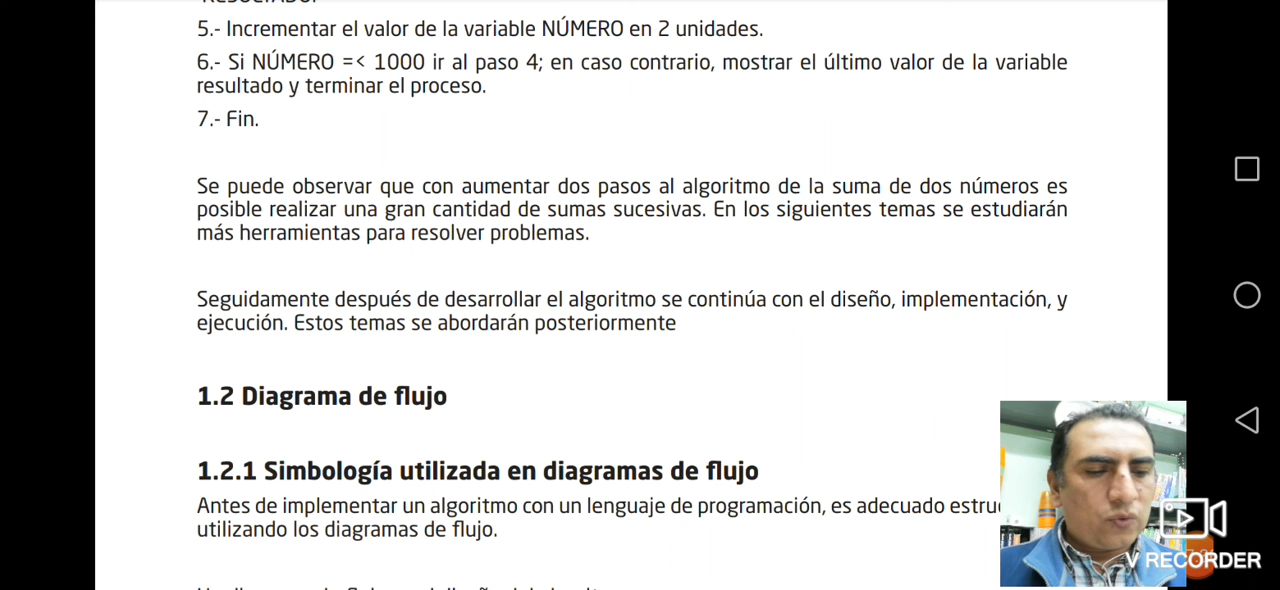 5.- Incrementar el valor de la variable NÚMERO en 2 unidades.
6.- Si NÚMERO =< 1000 ir al paso 4; en caso contrario, mostrar el último valor de la variable
resultado y terminar el proceso.
7.- Fin.
Se puede observar que con aumentar dos pasos al algoritmo de la suma de dos números es
posible realizar una gran cantidad de sumas sucesivas. En los siguientes temas se estudiarán
más herramientas para resolver problemas.
Seguidamente después de desarrollar el algoritmo se continúa con el diseño, implementación, y
ejecución. Estos temas se abordarán posteriormente
1.2 Diagrama de flujo
1.2.1 Simbología utilizada en diagramas de flujo
Antes de implementar un algoritmo con un lenguaje de programación, es adecuado
utilizando los diagramas de flujo.
V RECORDER